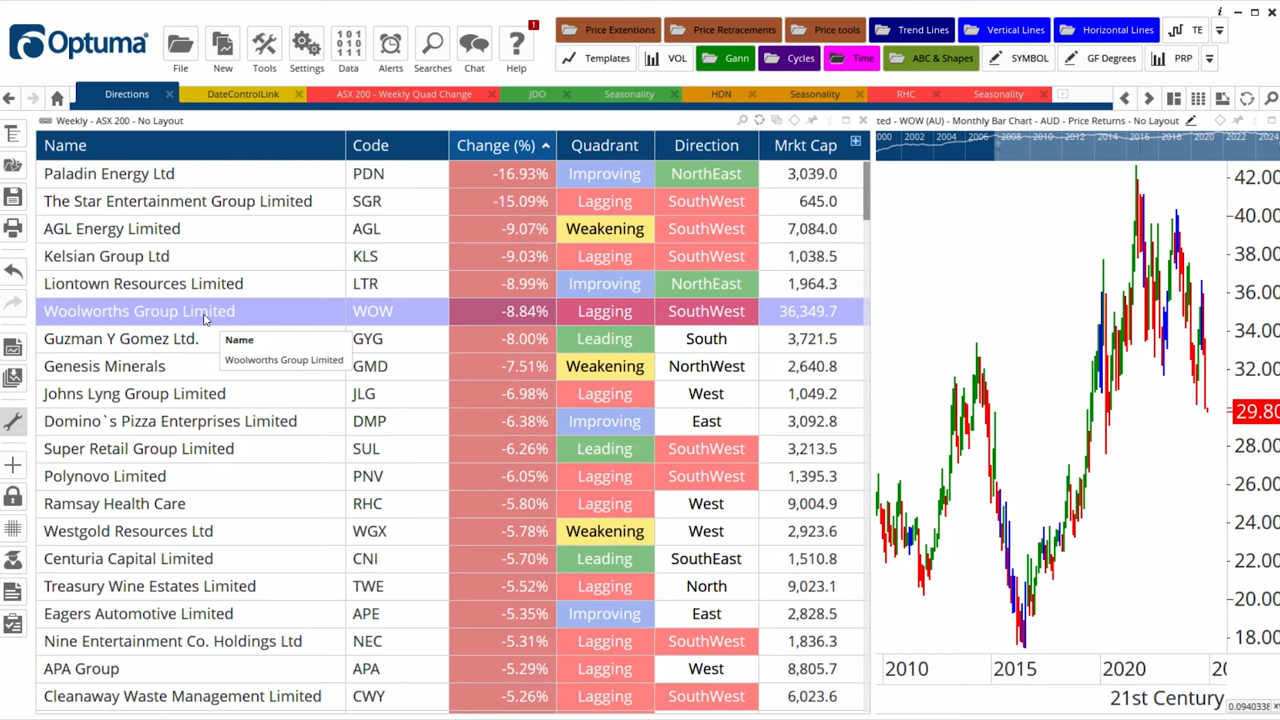 Optuma
File
New
Tools
Settings
Data
Alerts
Searches
Chat
Help
Price Extentions
Price Retracements
Price tools
Trend Lines
Vertical Lines
Horizontal Lines
TE
Templates
VOL
Gann
Cycles
Time
ABC & Shapes
SYMBOL
GF Degrees
PRP
Directions
DateControlLink
ASX 200 - Weekly Quad Change
JDO
Seasonality
HDN
Seasonality
RHC
Seasonality
Weekly - ASX 200 - No Layout
Name Code Change (%) Quadrant Direction Mrkt Cap
Paladin Energy Ltd PDN -16.93% Improving NorthEast 3,039.0
The Star Entertainment Group Limited SGR -15.09% Lagging SouthWest 645.0
AGL Energy Limited AGL -9.07% Weakening SouthWest 7,084.0
Kelsian Group Ltd KLS -9.03% Lagging SouthWest 1,038.5
Liontown Resources Limited LTR -8.99% Improving NorthEast 1,964.3
Woolworths Group Limited WOW -8.84% Lagging SouthWest 36,349.7
Guzman Y Gomez Ltd. GYG -8.00% Leading South 3,721.5
Genesis Minerals GMD -7.51% Weakening NorthWest 2,640.8
Johns Lyng Group Limited JLG -6.98% Lagging West 1,049.2
Domino`s Pizza Enterprises Limited DMP -6.38% Improving East 3,092.8
Super Retail Group Limited SUL -6.26% Leading SouthWest 3,213.5
Polynovo Limited PNV -6.05% Lagging SouthWest 1,395.3
Ramsay Health Care RHC -5.80% Lagging West 9,004.9
Westgold Resources Ltd WGX -5.78% Weakening West 2,923.6
Centuria Capital Limited CNI -5.70% Leading SouthEast 1,510.8
Treasury Wine Estates Limited TWE -5.52% Lagging North 9,023.1
Eagers Automotive Limited APE -5.35% Improving East 2,828.5
Nine Entertainment Co. Holdings Ltd NEC -5.31% Lagging SouthWest 1,836.3
APA Group APA -5.29% Lagging West 8,805.7
Cleanaway Waste Management Limited CWY -5.26% Lagging SouthWest 6,023.6
Name
Woolworths Group Limited
ted - WOW (AU) - Monthly Bar Chart - AUD - Price Returns - No Layout
000 2002 2004 2006 2008 2010 2012 2014 2016 2018 2020 2022 2024
42.00
40.00
38.00
36.00
34.00
32.00
29.80
28.00
26.00
24.00
22.00
20.00
18.00
2010 2015 2020 20
21st Century
0.0940338